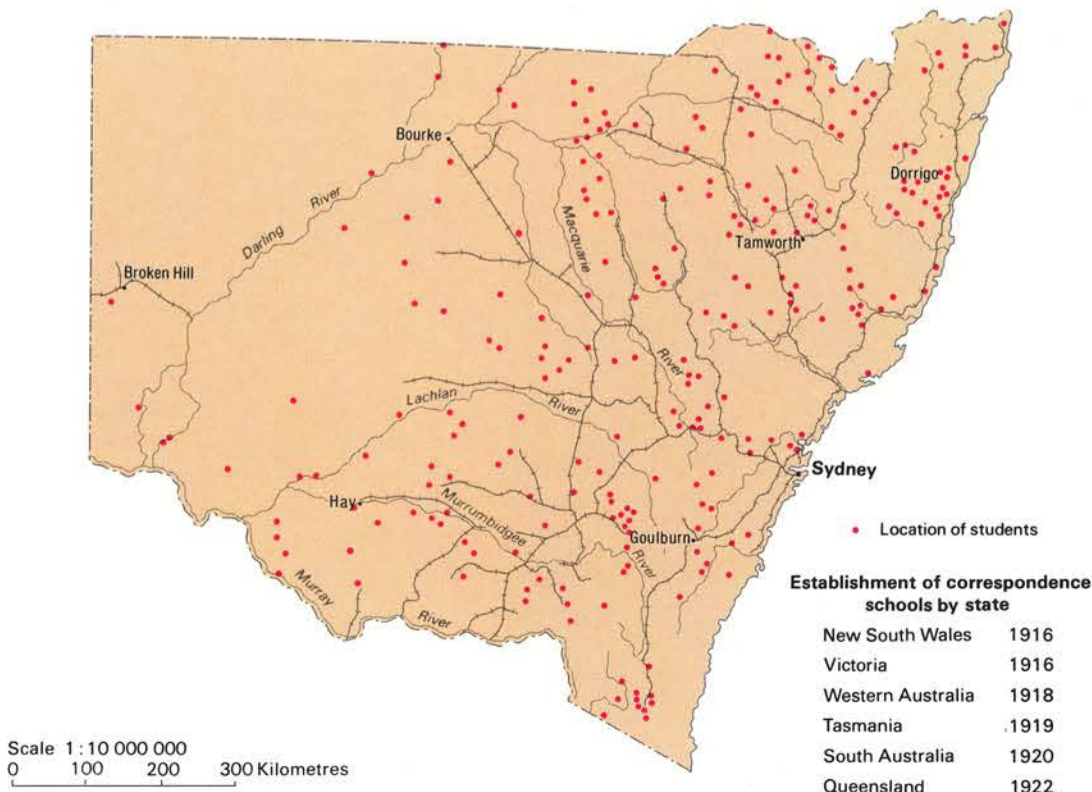 Bourke
Dorrigo
Darling River
Macquarie
Tamworth
Broken Hill
River
Lachlan River
Sydney
Hay
Murrumbidgee
Goulburn
River
Murray
River
Location of students
Establishment of correspondence
schools by state
New South Wales 1916
Victoria 1916
Western Australia 1918
Tasmania 1919
South Australia 1920
Queensland 1922
Scale 1:10 000 000
0 100 200 300 Kilometres